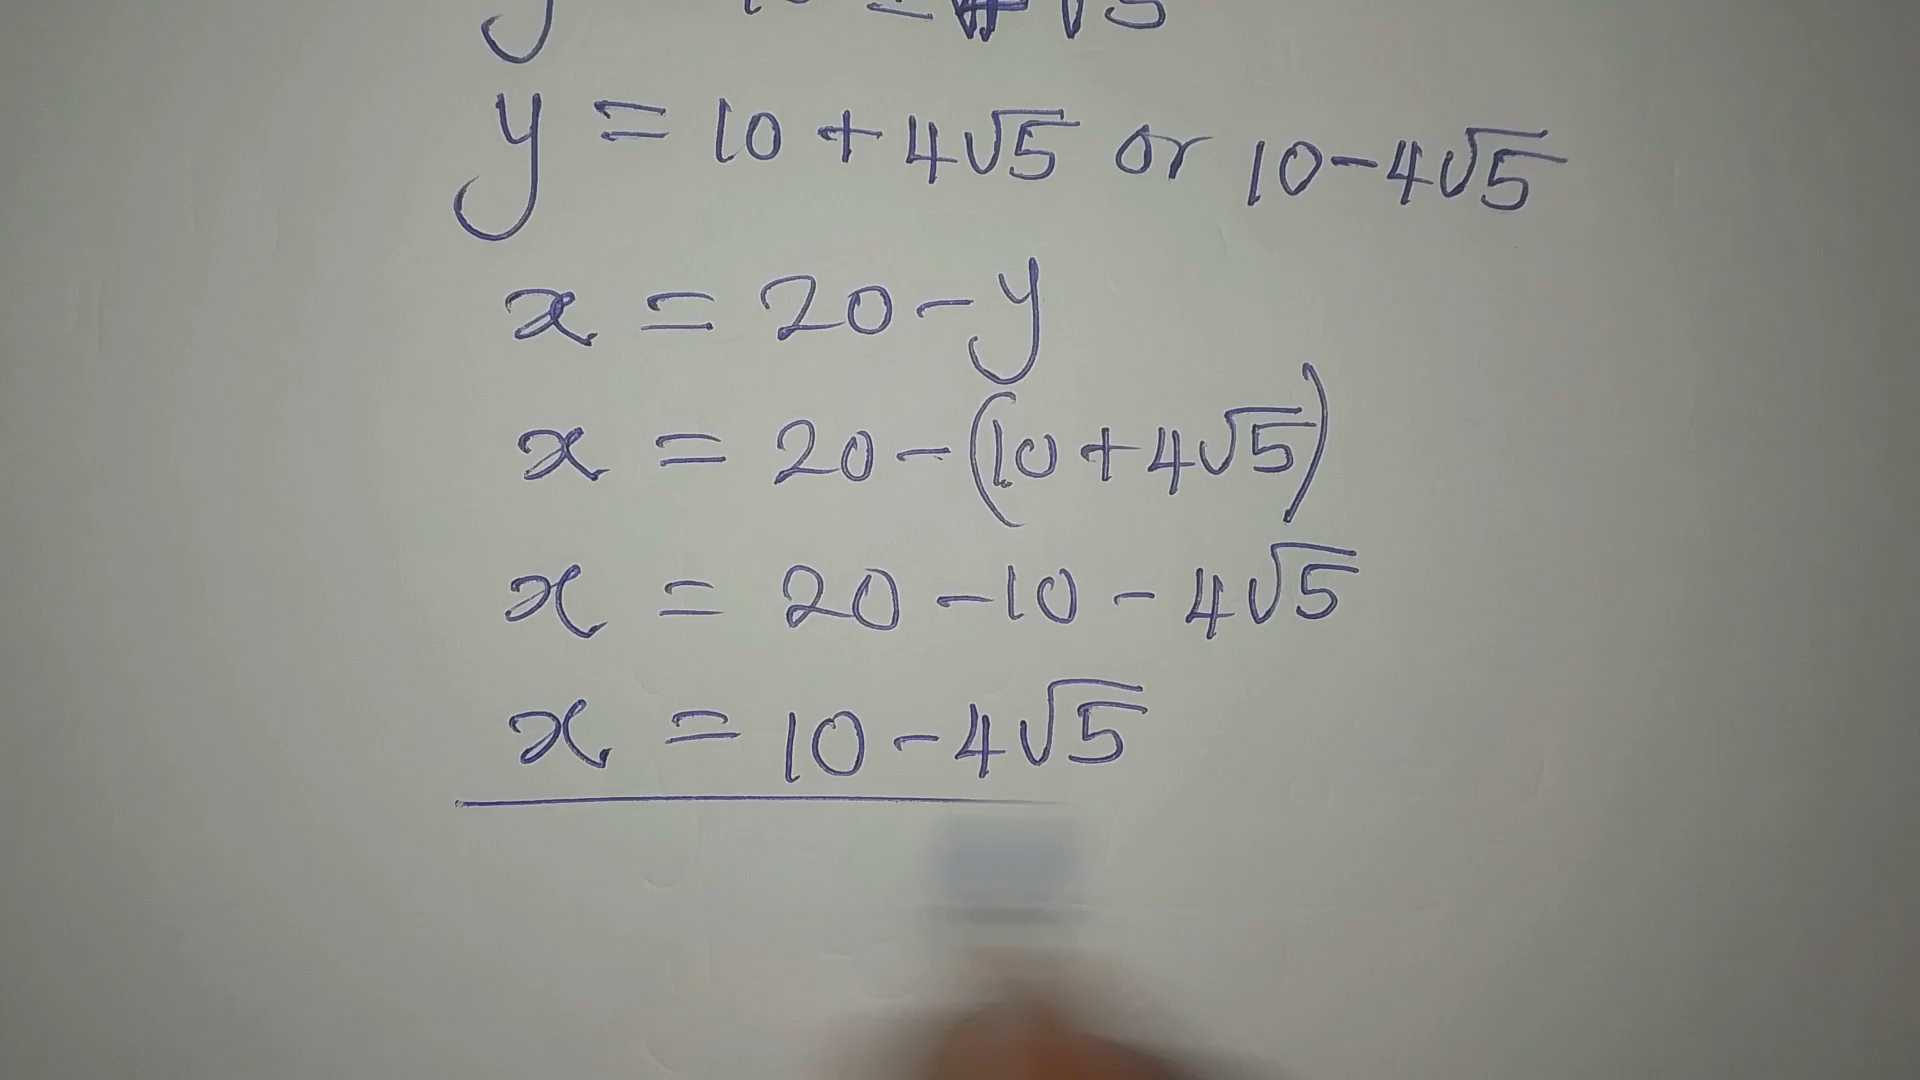 y = 10 + 4√5 or 10-4√5
x = 20-y
x = 20-(10+4√5)
x = 20-10-4√5
x = 10-4√5